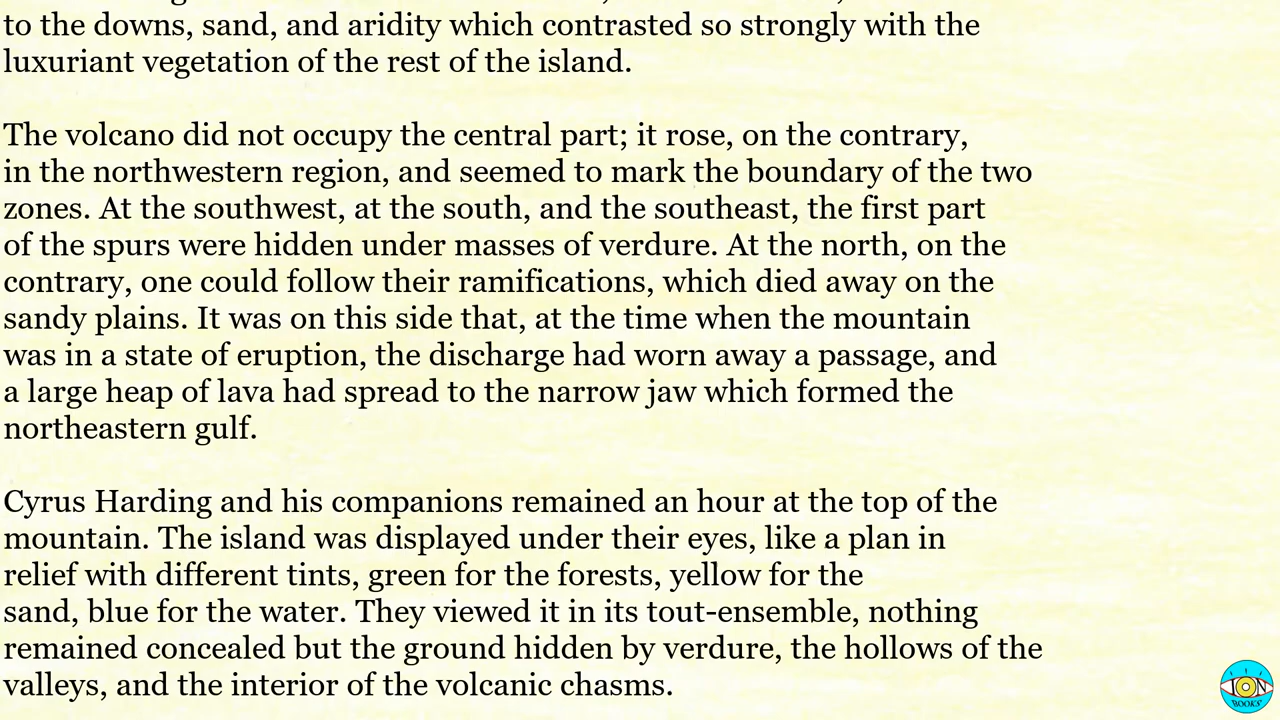 to the downs, sand, and aridity which contrasted so strongly with the
luxuriant vegetation of the rest of the island.
The volcano did not occupy the central part; it rose, on the contrary,
in the northwestern region, and seemed to mark the boundary of the two
zones. At the southwest, at the south, and the southeast, the first part
of the spurs were hidden under masses of verdure. At the north, on the
contrary, one could follow their ramifications, which died away on the
sandy plains. It was on this side that, at the time when the mountain
was in a state of eruption, the discharge had worn away a passage, and
a large heap of lava had spread to the narrow jaw which formed the
northeastern gulf.
Cyrus Harding and his companions remained an hour at the top of the
mountain. The island was displayed under their eyes, like a plan in
relief with different tints, green for the forests, yellow for the
sand, blue for the water. They viewed it in its tout-ensemble, nothing
remained concealed but the ground hidden by verdure, the hollows of the
valleys, and the interior of the volcanic chasms.
ION
BOOKS